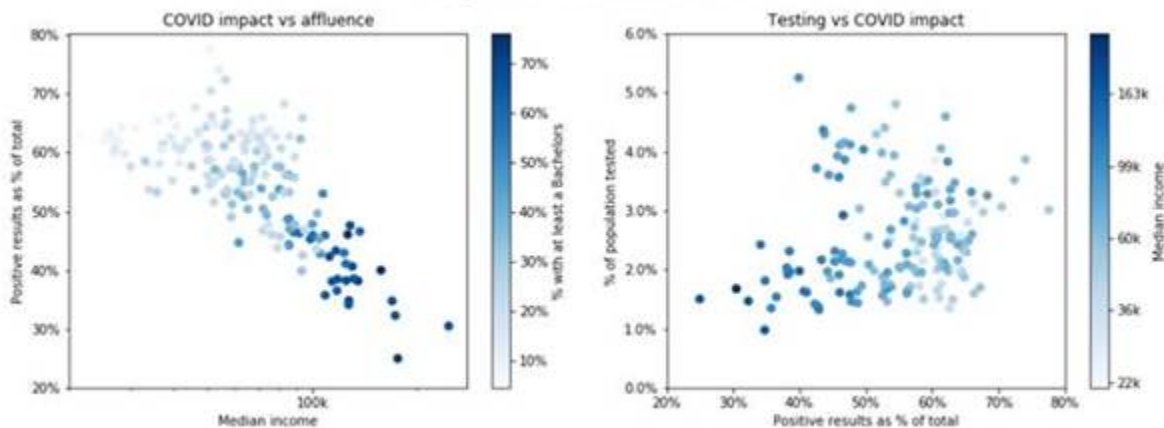 COVID impact vs affluence
80%
70%
60%
50%
40%
30%
20%
Positive results as % of total
100k
Median income
70%
60%
50%
40%
30%
20%
10%
% with at least a Bachelors
Testing vs COVID impact
6.0%
5.0%
4.0%
3.0%
2.0%
1.0%
0.0%
% of population tested
20%
30%
40%
50%
60%
70%
80%
Positive results as % of total
163k
99k
60k
36k
22k
Median income